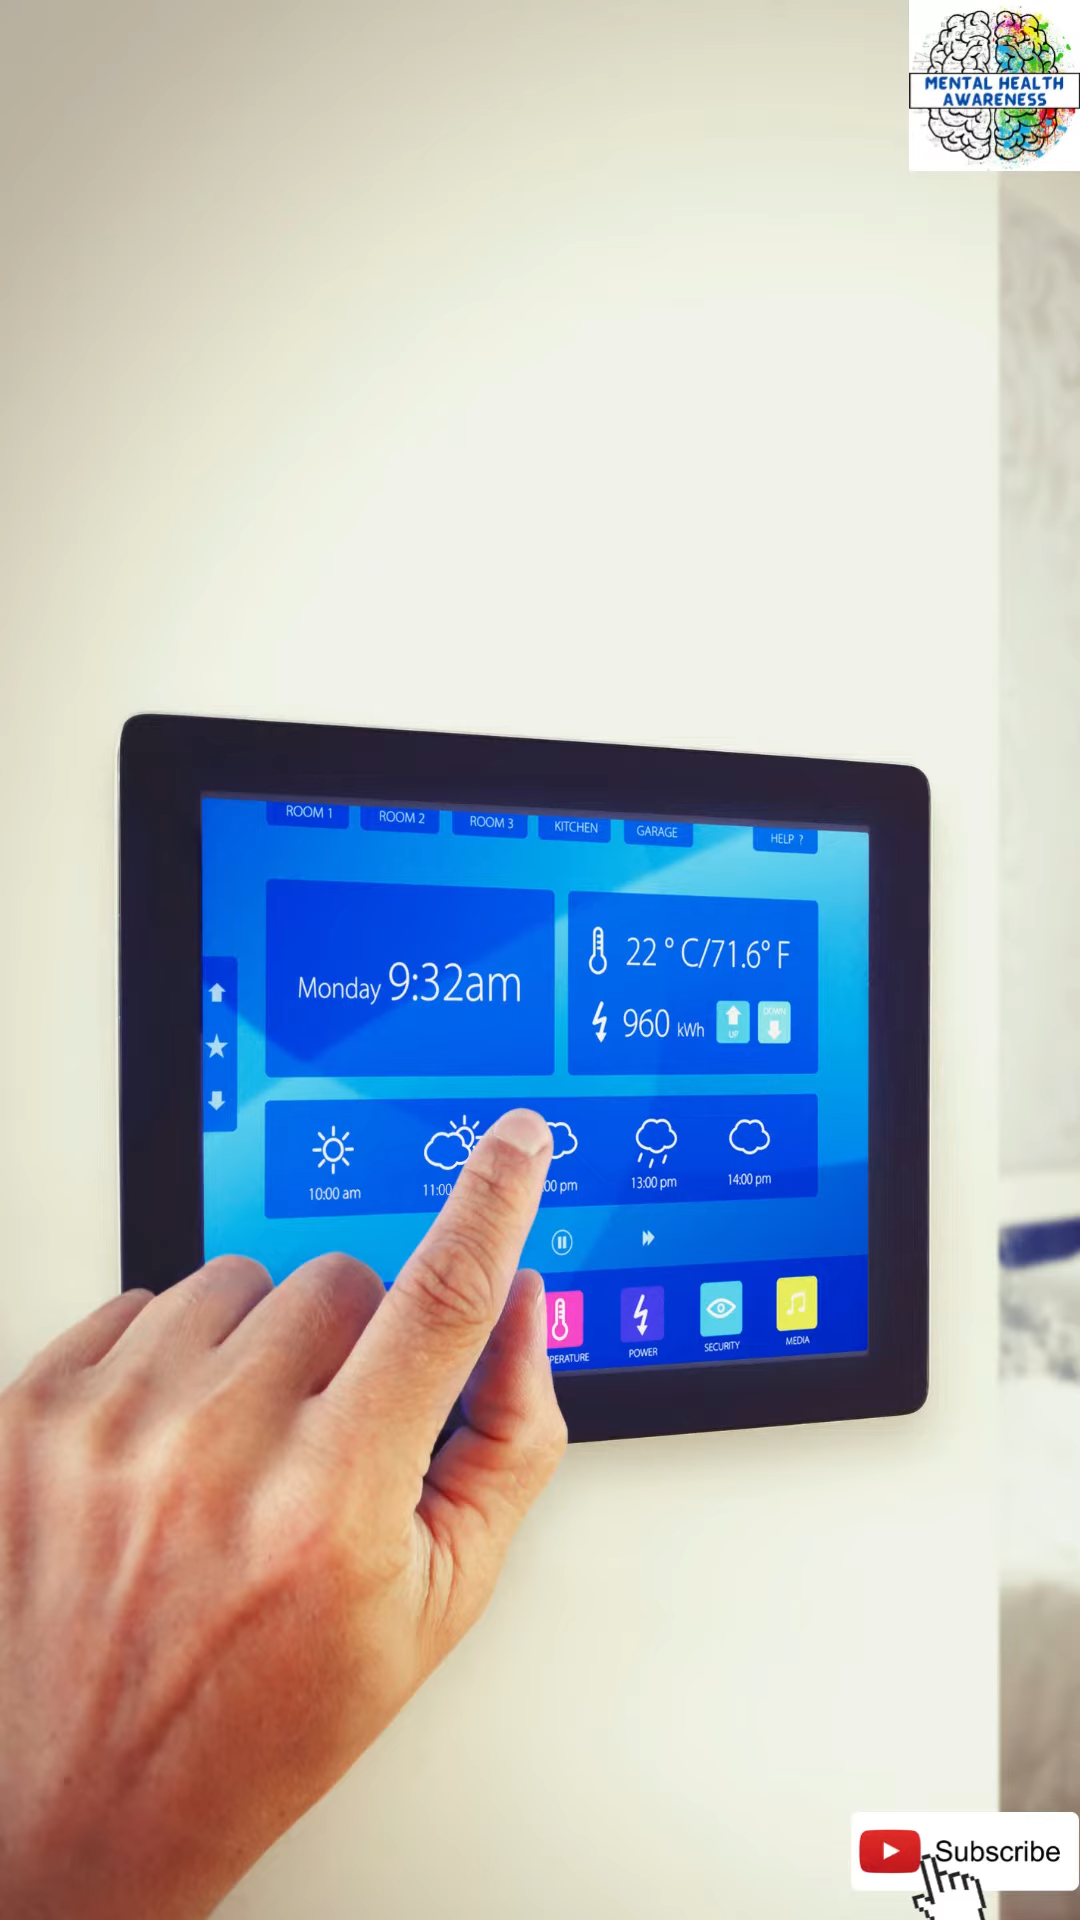 MENTAL HEALTH
AWARENESS
ROOM 1
ROOM 2
ROOM 3
KITCHEN
GARAGE
HELP ?
Monday 9:32am
22 ° C/71.6° F
960 kWh
UP
DOWN
10:00 am
11:00
00 pm
13:00 pm
14:00 pm
PERATURE
POWER
SECURITY
MEDIA
Subscribe